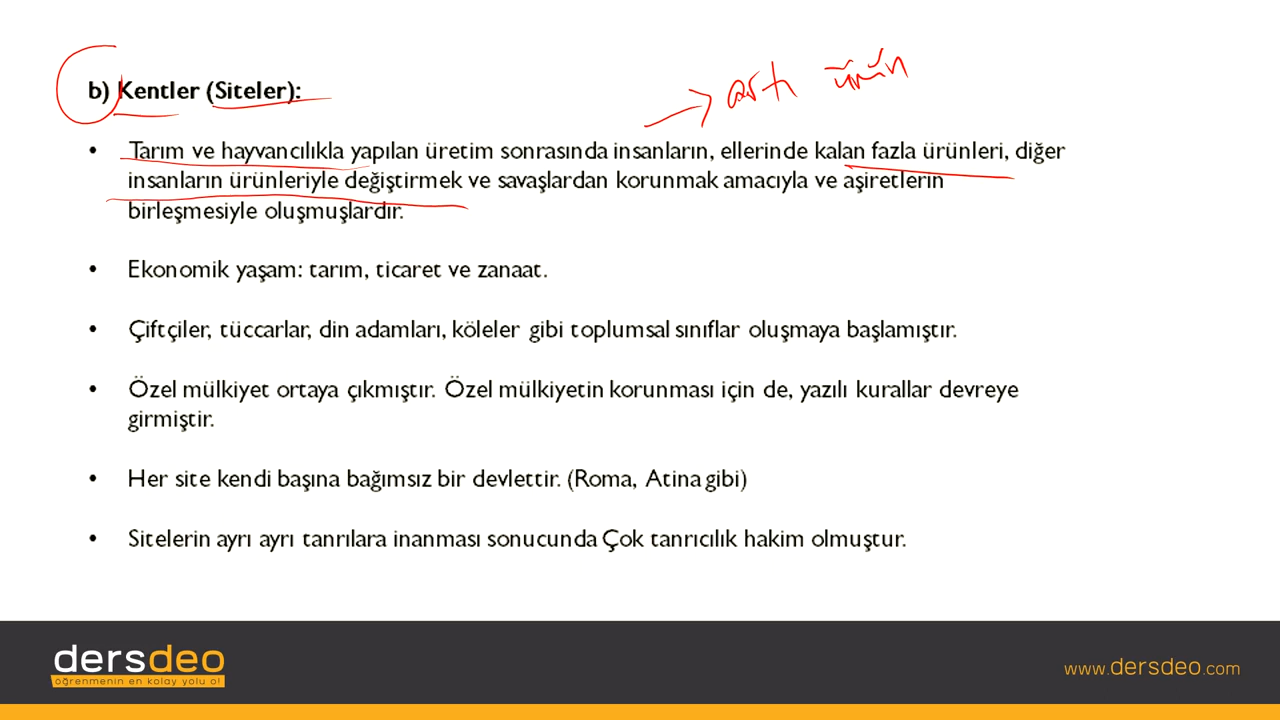 artı ürün
b) Kentler (Siteler):
• Tarım ve hayvancılıkla yapılan üretim sonrasında insanların, ellerinde kalan fazla ürünleri, diğer
insanların ürünleriyle değiştirmek ve savaşlardan korunmak amacıyla ve aşiretlerin
birleşmesiyle oluşmuşlardır.
• Ekonomik yaşam: tarım, ticaret ve zanaat.
• Çiftçiler, tüccarlar, din adamları, köleler gibi toplumsal sınıflar oluşmaya başlamıştır.
• Özel mülkiyet ortaya çıkmıştır. Özel mülkiyetin korunması için de, yazılı kurallar devreye
girmiştir.
• Her site kendi başına bağımsız bir devlettir. (Roma, Atina gibi)
• Sitelerin ayrı ayrı tanrılara inanması sonucunda Çok tanrıcılık hakim olmuştur.
dersdeo
öğrenmenin en kolay yolu o!
www.dersdeo.com